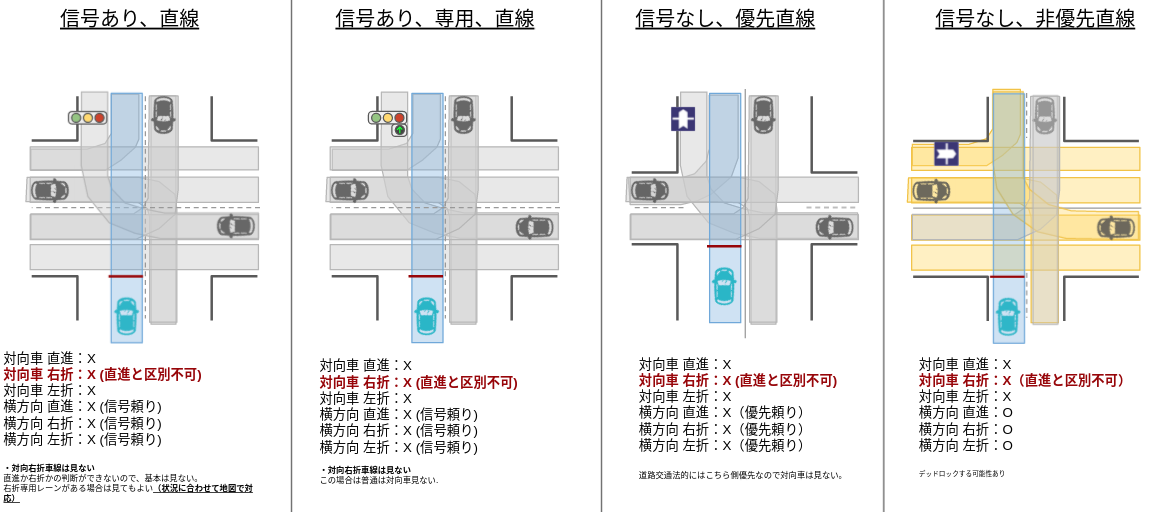 信号あり、直線
対向車 直進：X
対向車 右折：X (直進と区別不可)
対向車 左折：X
横方向 直進：X (信号頼り)
横方向 右折：X (信号頼り)
横方向 左折：X (信号頼り)
・対向右折車線は見ない
直進か右折かの判断ができないので、基本は見ない。
右折専用レーンがある場合は見てもよい（状況に合わせて地図で対
応）
信号あり、専用、直線
対向車 直進：X
対向車 右折：X (直進と区別不可)
対向車 左折：X
横方向 直進：X (信号頼り)
横方向 右折：X (信号頼り)
横方向 左折：X (信号頼り)
・対向右折車線は見ない
この場合は普通は対向車見ない.
信号なし、優先直線
対向車 直進：X
対向車 右折：X (直進と区別不可)
対向車 左折：X
横方向 直進：X（優先頼り）
横方向 右折：X（優先頼り）
横方向 左折：X（優先頼り）
道路交通法的にはこちら側優先なので対向車は見ない。
信号なし、非優先直線
対向車 直進：X
対向車 右折：X（直進と区別不可）
対向車 左折：X
横方向 直進：O
横方向 右折：O
横方向 左折：O
デッドロックする可能性あり